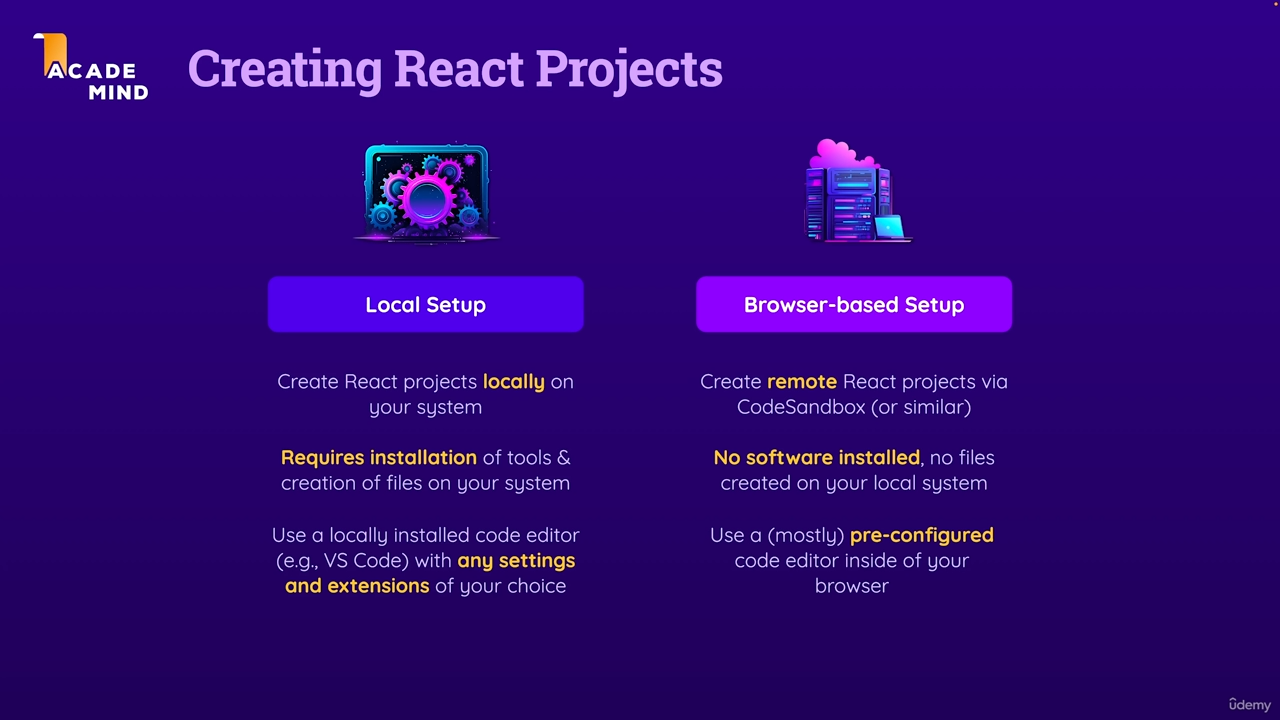 ACADE
MIND
Creating React Projects
Local Setup
Create React projects locally on
your system
Requires installation of tools &
creation of files on your system
Use a locally installed code editor
(e.g., VS Code) with any settings
and extensions of your choice
Browser-based Setup
Create remote React projects via
CodeSandbox (or similar)
No software installed, no files
created on your local system
Use a (mostly) pre-configured
code editor inside of your
browser
udemy